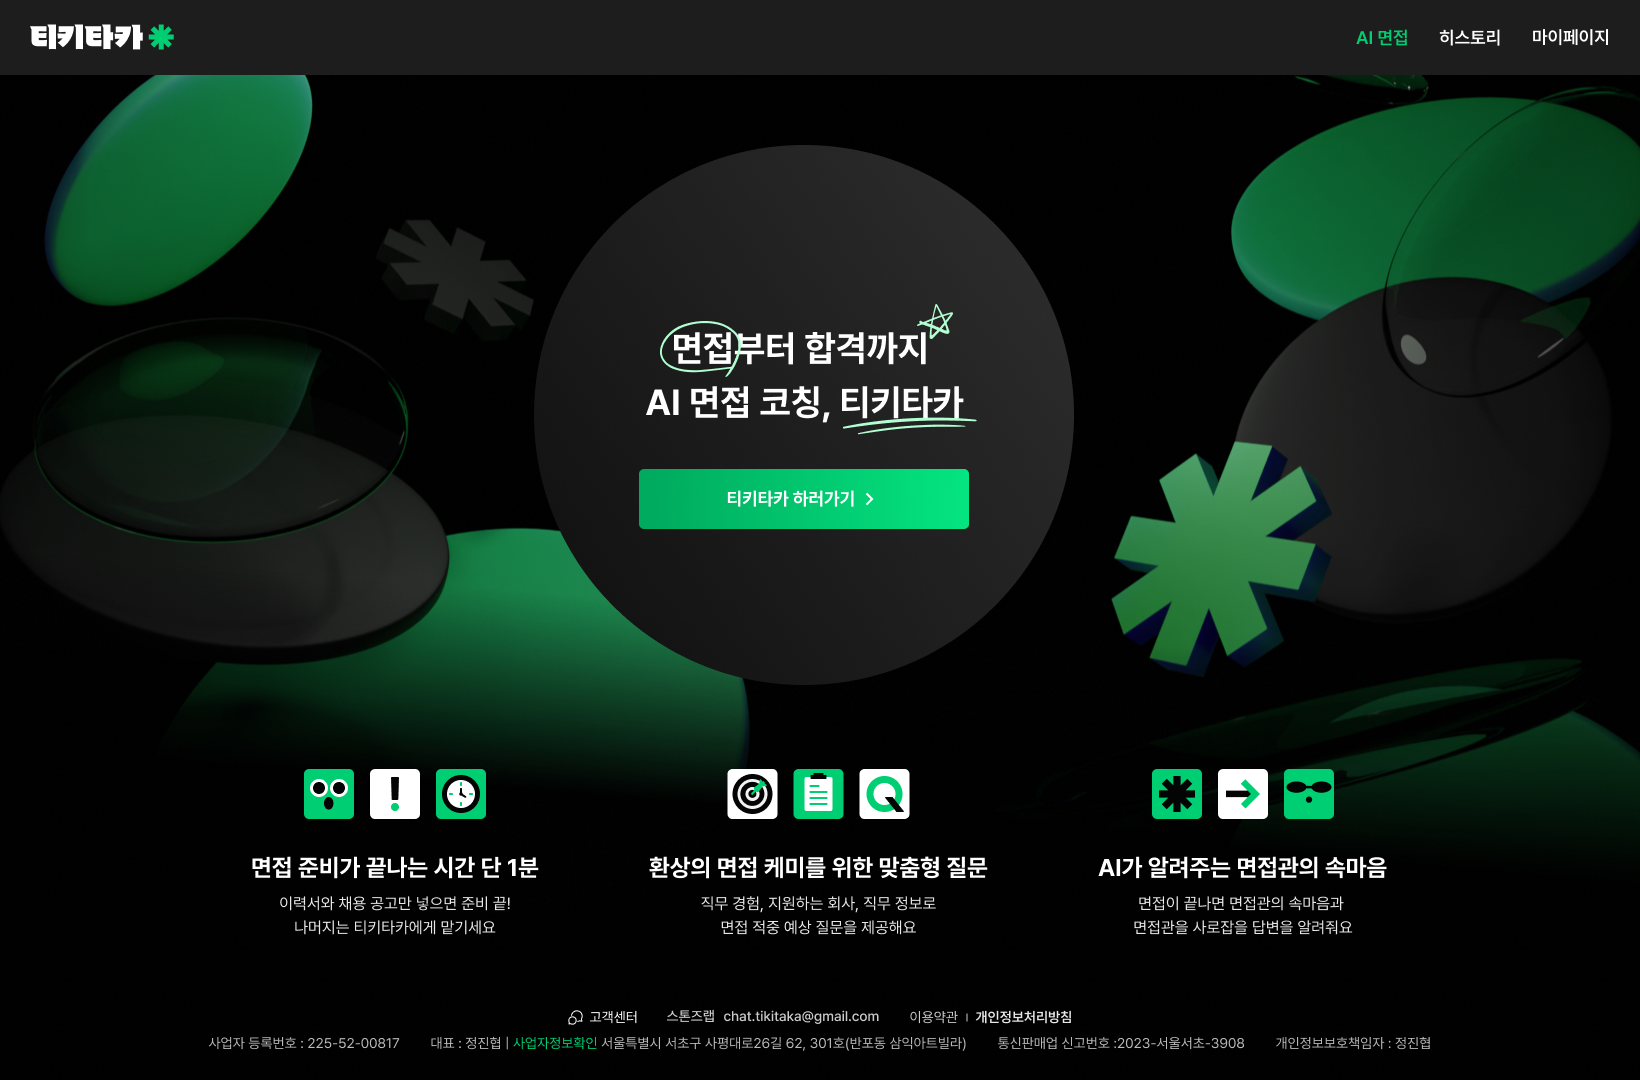 티키타카
AI 면접 히스토리 마이페이지
면접부터 합격까지
AI 면접 코칭, 티키타카
티키타카 하러가기
면접 준비가 끝나는 시간 단 1분
이력서와 채용 공고만 넣으면 준비 끝!
나머지는 티키타카에게 맡기세요
환상의 면접 케미를 위한 맞춤형 질문
직무 경험, 지원하는 회사, 직무 정보로
면접 적중 예상 질문을 제공해요
AI가 알려주는 면접관의 속마음
면접이 끝나면 면접관의 속마음과
면접관을 사로잡을 답변을 알려줘요
고객센터 스톤즈랩 chat.tikitaka@gmail.com 이용약관 | 개인정보처리방침
사업자 등록번호 : 225-52-00817 대표 : 정진협 | 사업자정보확인 서울특별시 서초구 사평대로26길 62, 301호(반포동 삼익아트빌라) 통신판매업 신고번호 :2023-서울서초-3908 개인정보보호책임자 : 정진협